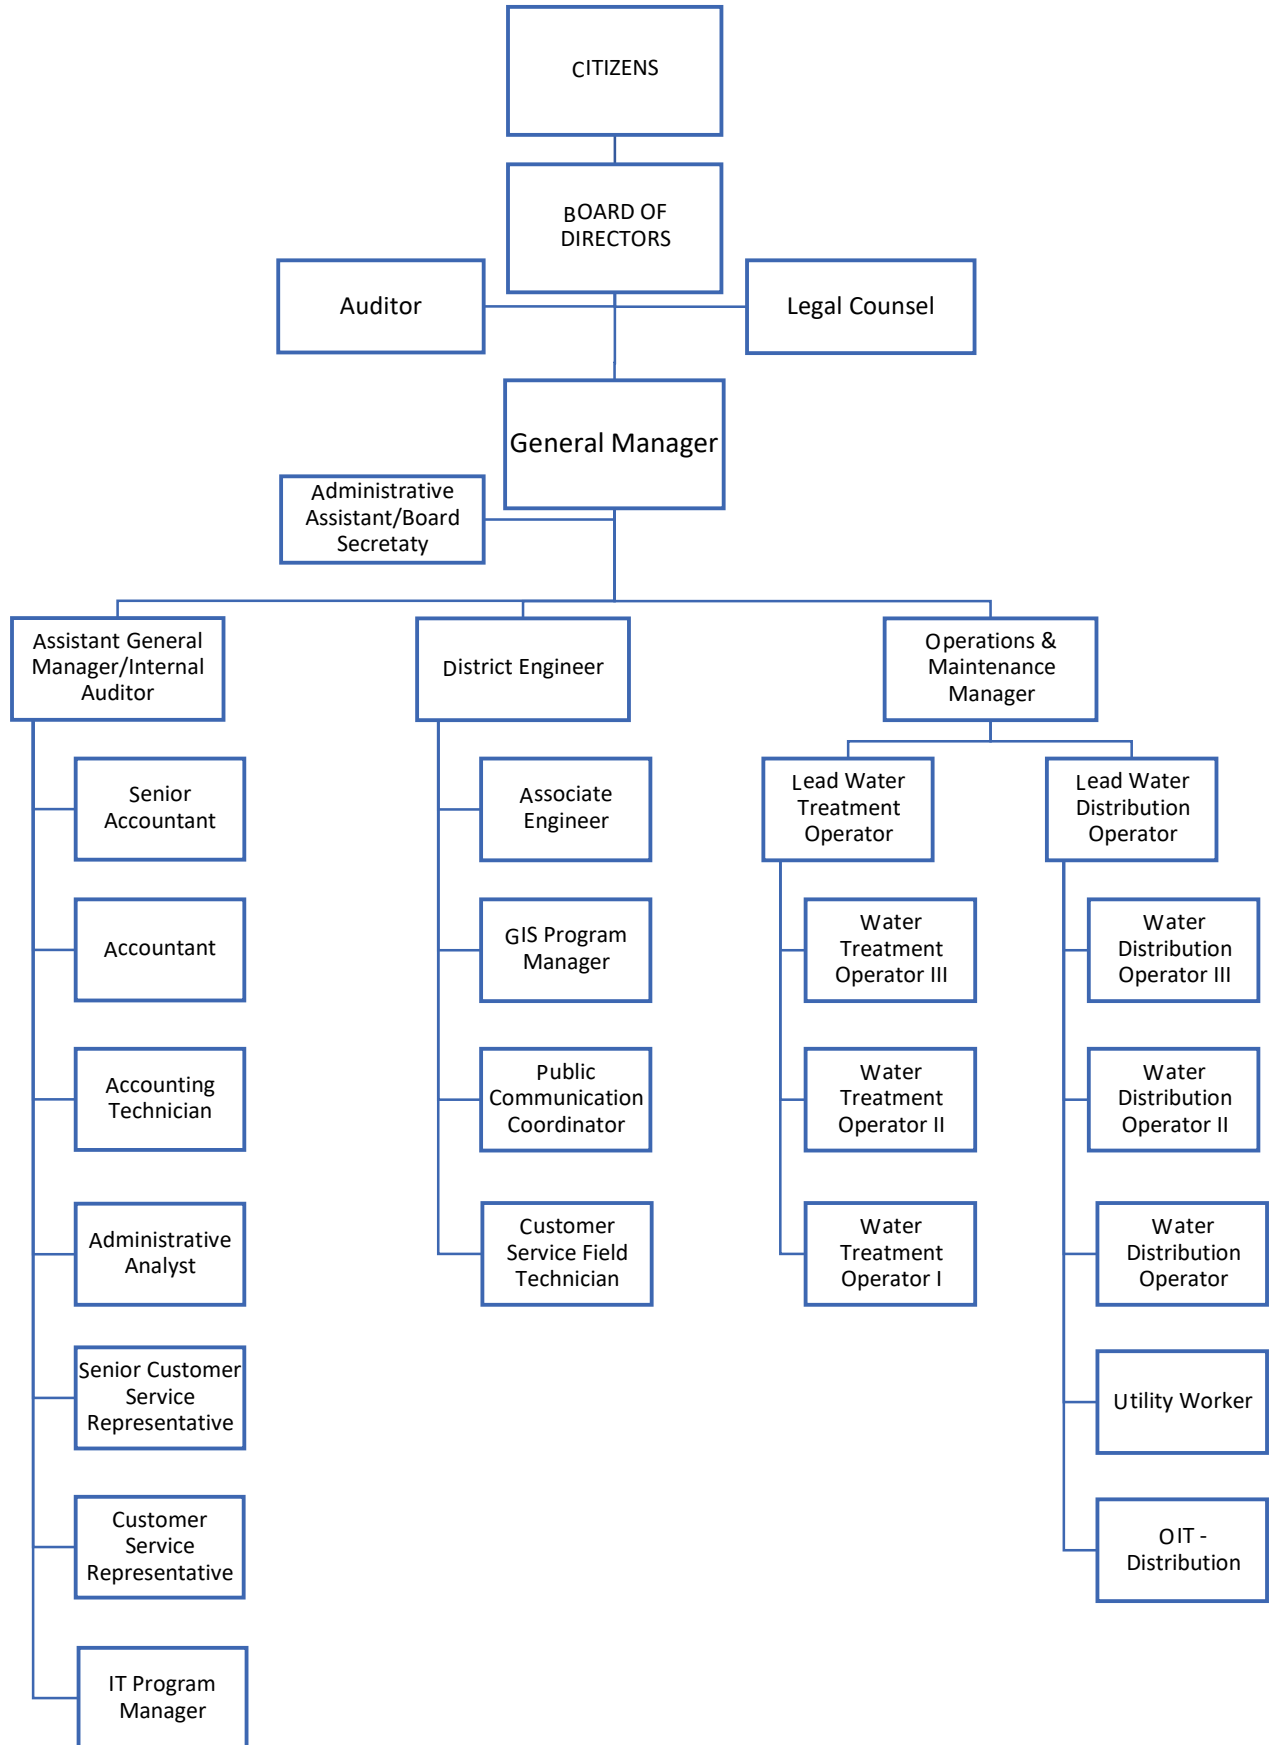 CITIZENS
BOARD OF
DIRECTORS
Auditor
Legal Counsel
General Manager
Administrative
Assistant/Board
Secretaty
Assistant General
Manager/Internal
Auditor
District Engineer
Operations &
Maintenance
Manager
Senior
Accountant
Accountant
Accounting
Technician
Administrative
Analyst
Senior Customer
Service
Representative
Customer
Service
Representative
IT Program
Manager
Associate
Engineer
GIS Program
Manager
Public
Communication
Coordinator
Customer
Service Field
Technician
Lead Water
Treatment
Operator
Water
Treatment
Operator III
Water
Treatment
Operator II
Water
Treatment
Operator I
Lead Water
Distribution
Operator
Water
Distribution
Operator III
Water
Distribution
Operator II
Water
Distribution
Operator
Utility Worker
OIT -
Distribution